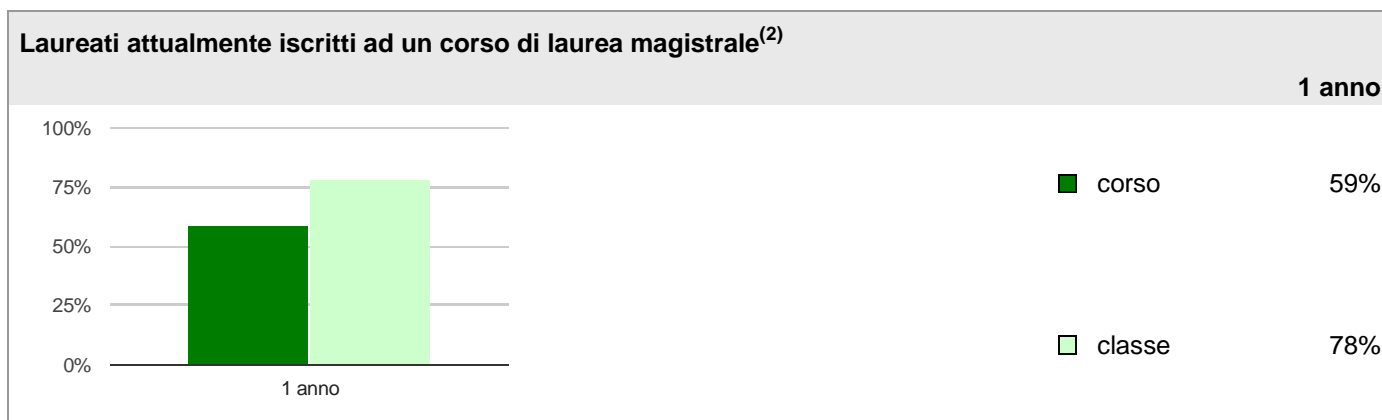 Laureati attualmente iscritti ad un corso di laurea magistrale(2)
1 anno
100%
75%
50%
25%
0%
1 anno
corso 59%
classe 78%